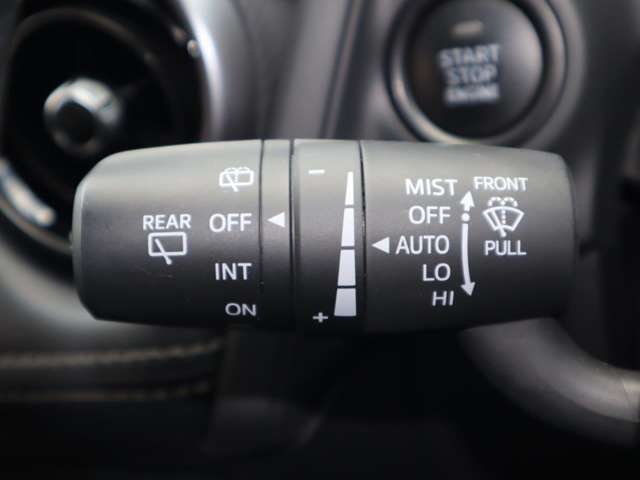 START
STOP
ENGINE
REAR
OFF
INT
ON
-
+
MIST
OFF
AUTO
LO
HI
FRONT
PULL